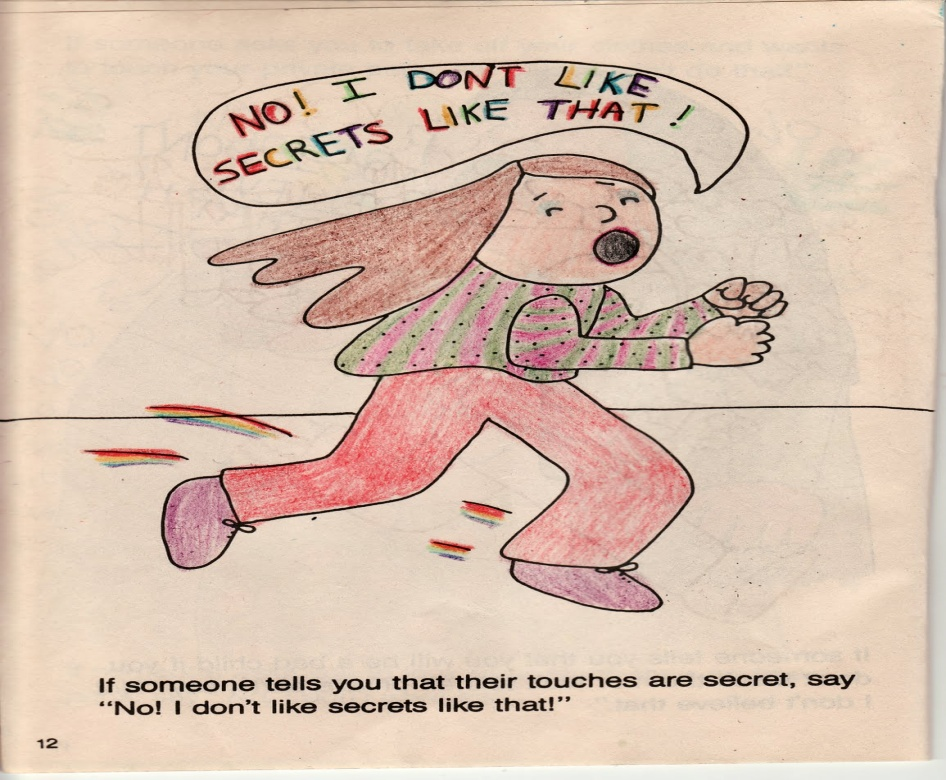 NO! I DON'T LIKE
SECRETS LIKE THAT!
If someone tells you that their touches are secret, say
“No! I don’t like secrets like that!”
12